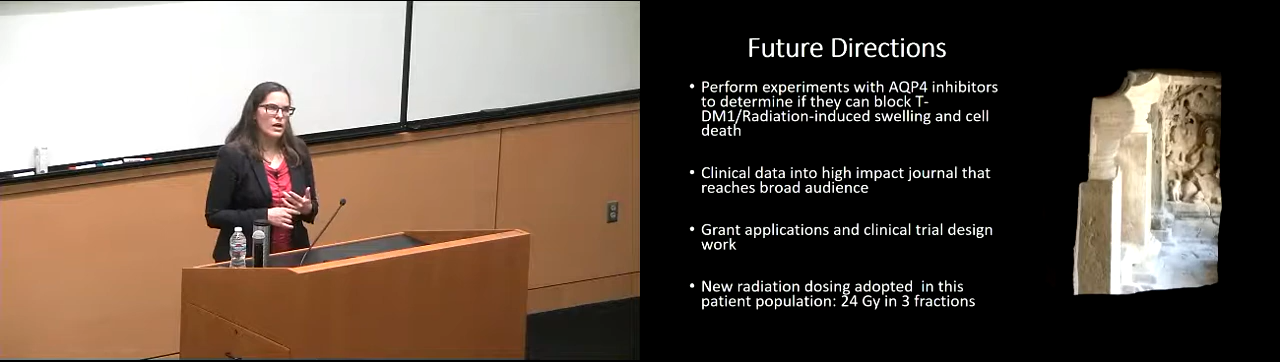 Future Directions
• Perform experiments with AQP4 inhibitors
to determine if they can block T-
DM1/Radiation-induced swelling and cell
death
• Clinical data into high impact journal that
reaches broad audience
• Grant applications and clinical trial design
work
• New radiation dosing adopted  in this
patient population: 24 Gy in 3 fractions